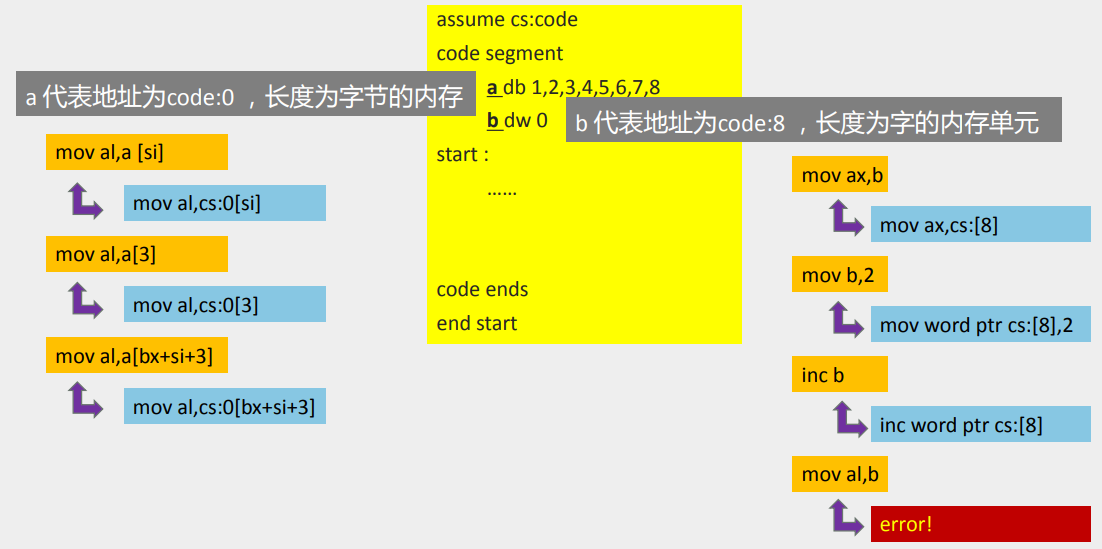 assume cs:code
code segment
a db 1,2,3,4,5,6,7,8
b dw 0
start :
……
code ends
end start
a 代表地址为code:0 ，长度为字节的内存
mov al,a [si]
mov al,cs:0[si]
mov al,a[3]
mov al,cs:0[3]
mov al,a[bx+si+3]
mov al,cs:0[bx+si+3]
b 代表地址为code:8 ，长度为字的内存单元
mov ax,b
mov ax,cs:[8]
mov b,2
mov word ptr cs:[8],2
inc b
inc word ptr cs:[8]
mov al,b
error!